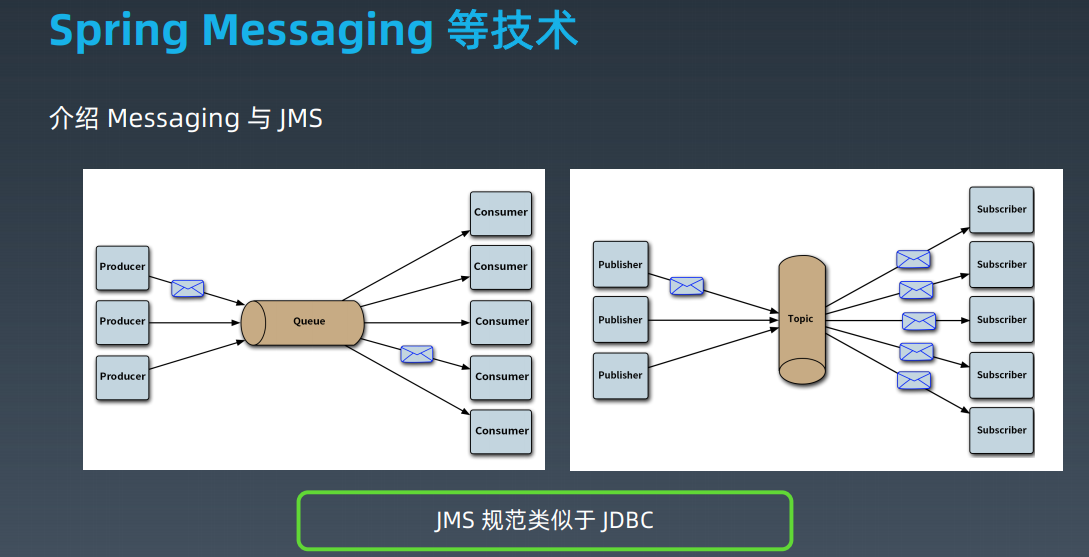 Spring Messaging 等技术
介绍 Messaging 与 JMS
Producer
Producer
Producer
Queue
Consumer
Consumer
Consumer
Consumer
Consumer
Publisher
Publisher
Publisher
Topic
Subscriber
Subscriber
Subscriber
Subscriber
Subscriber
JMS 规范类似于 JDBC